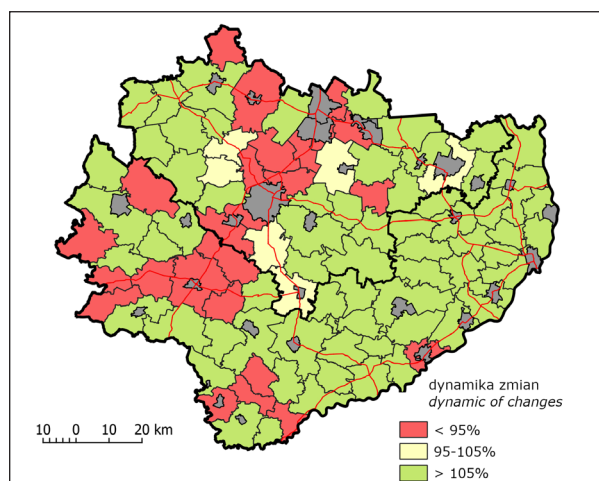 dynamika zmian
dynamic of changes
< 95%
95-105%
> 105%
10 0 10 20 km